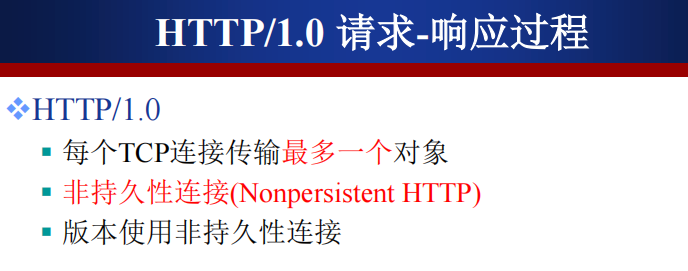 HTTP/1.0 请求-响应过程
HTTP/1.0
每个TCP连接传输最多一个对象
非持久性连接(Nonpersistent HTTP)
版本使用非持久性连接